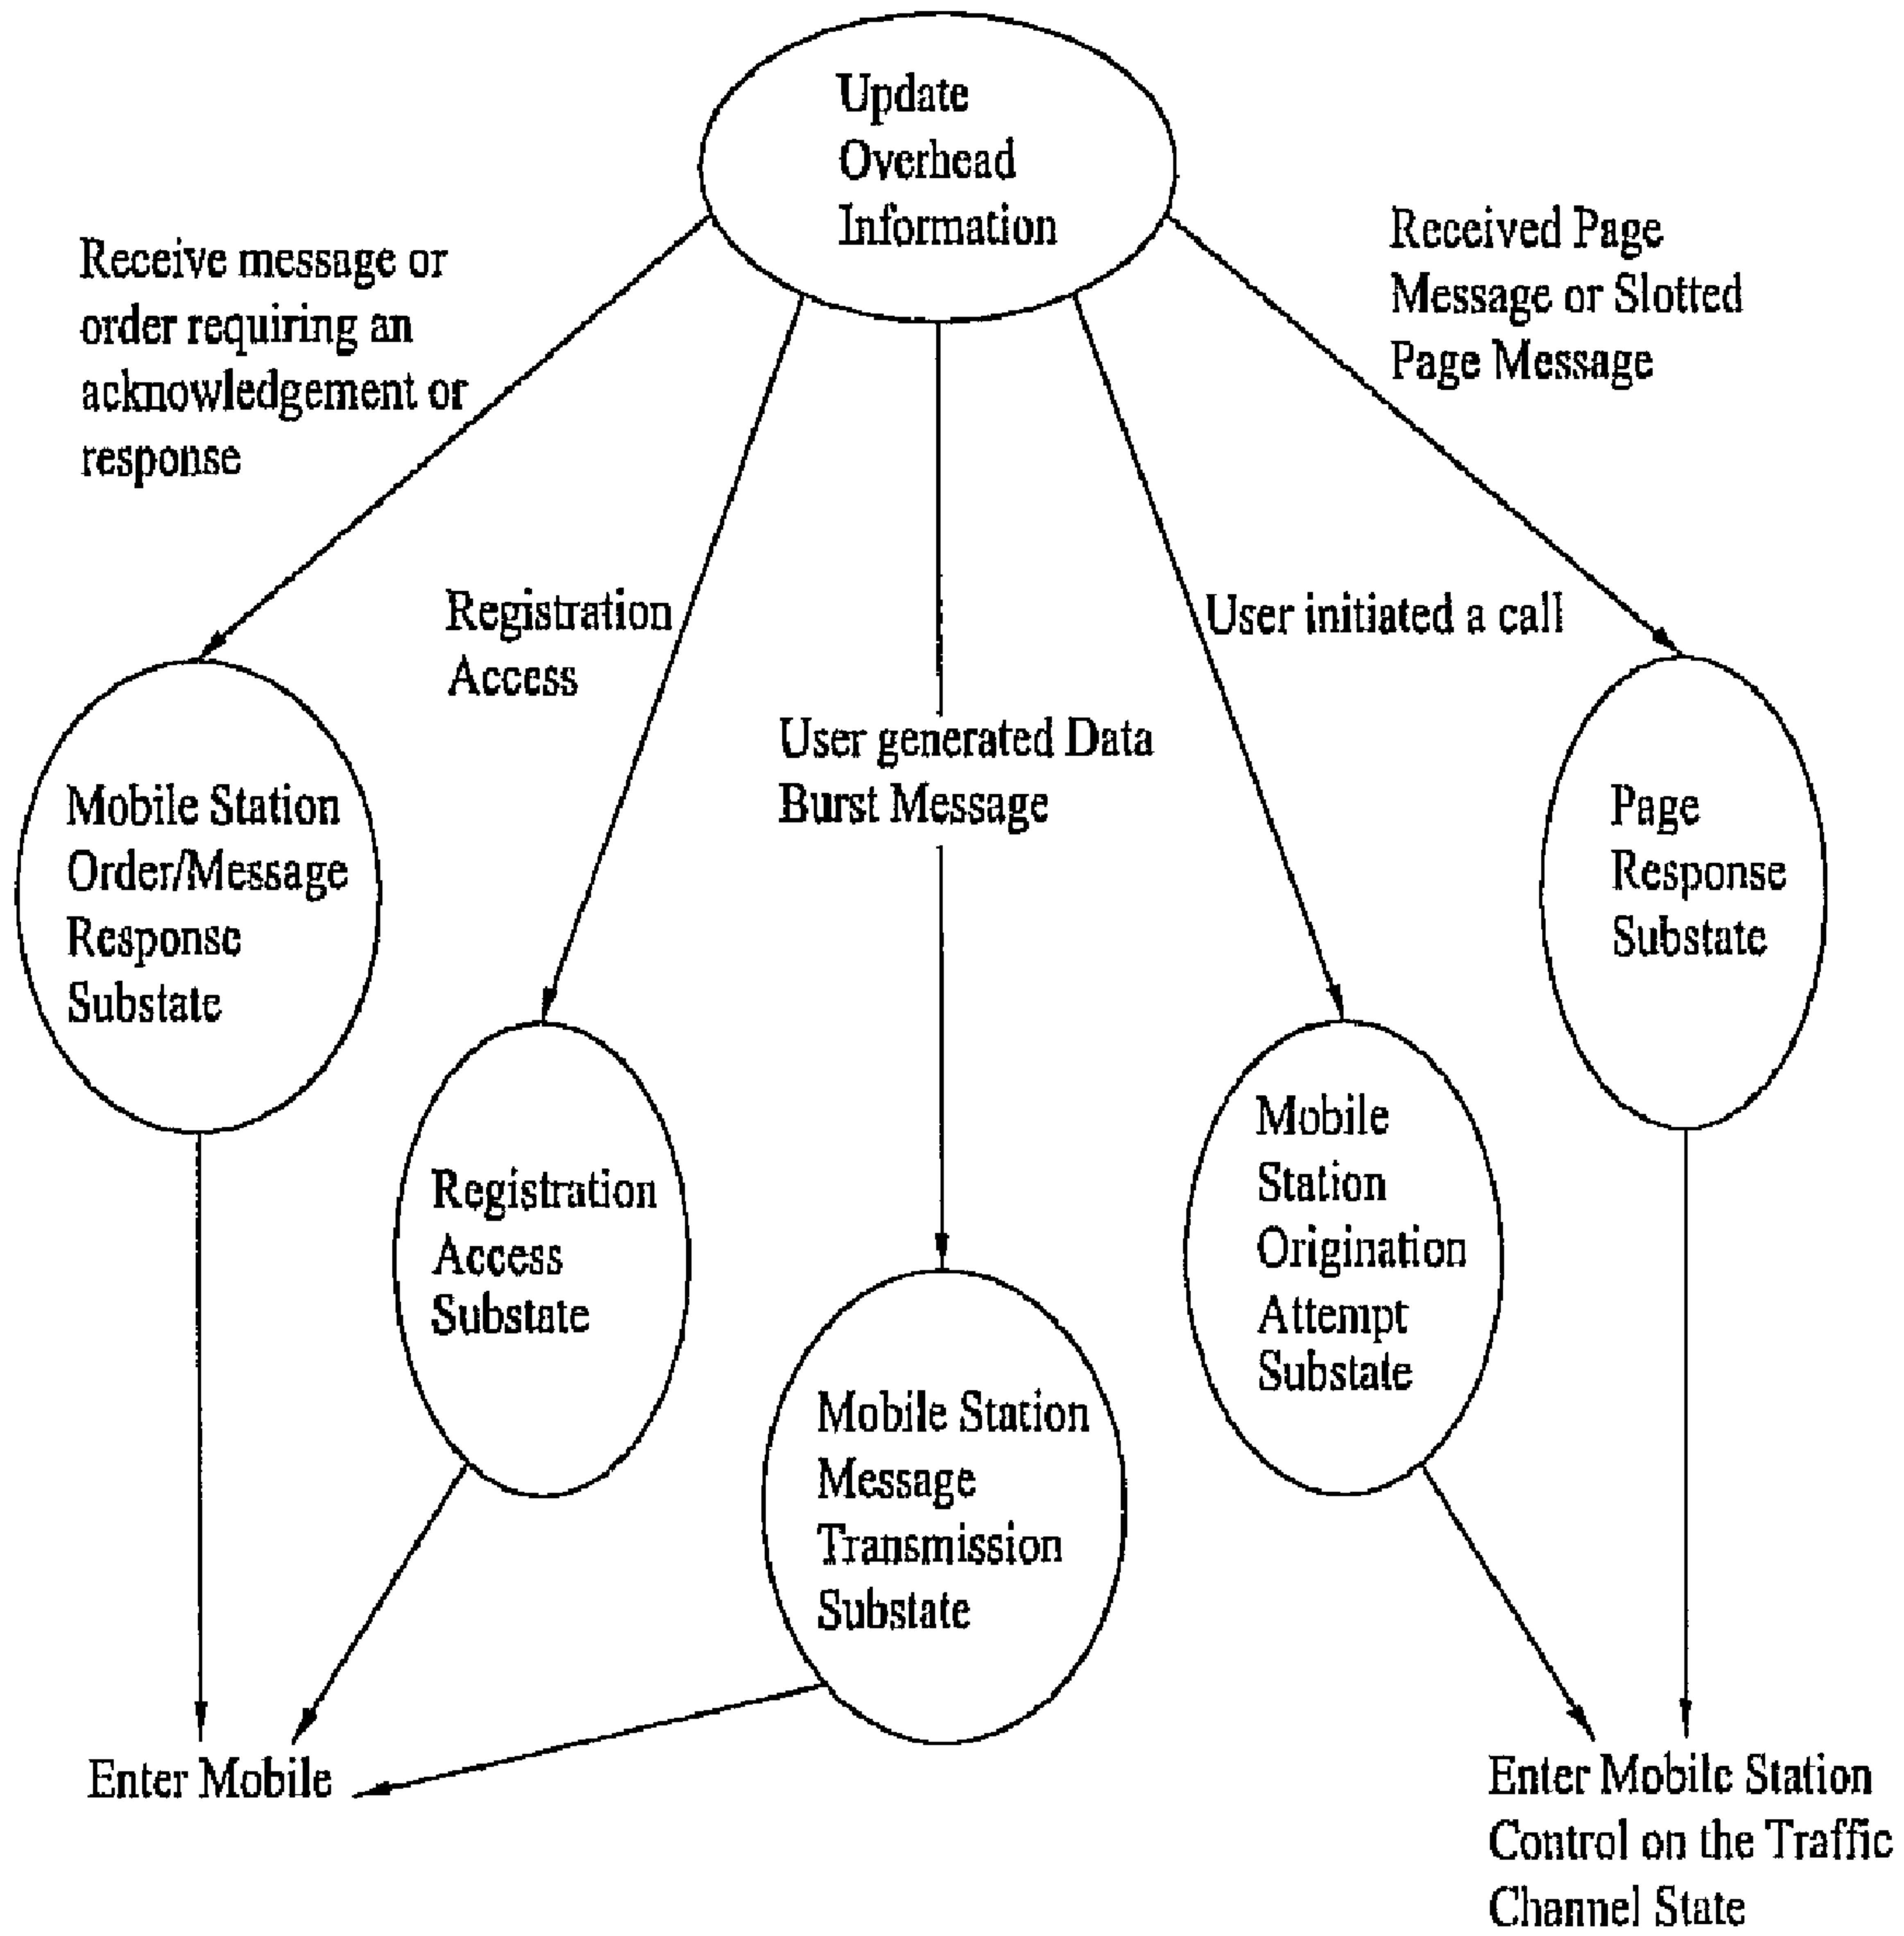 Update
Overhead
Information
Receive message or
order requiring an
acknowledgement or
response
Received Page
Message or Slotted
Page Message
Registration
Access
User generated Data
Burst Message
User initiated a call
Mobile Station
Order/Message
Response
Substate
Registration
Access
Substate
Mobile Station
Message
Transmission
Substate
Mobile
Station
Origination
Attempt
Substate
Page
Response
Substate
Enter Mobile
Enter Mobile Station
Control on the Traffic
Channel State